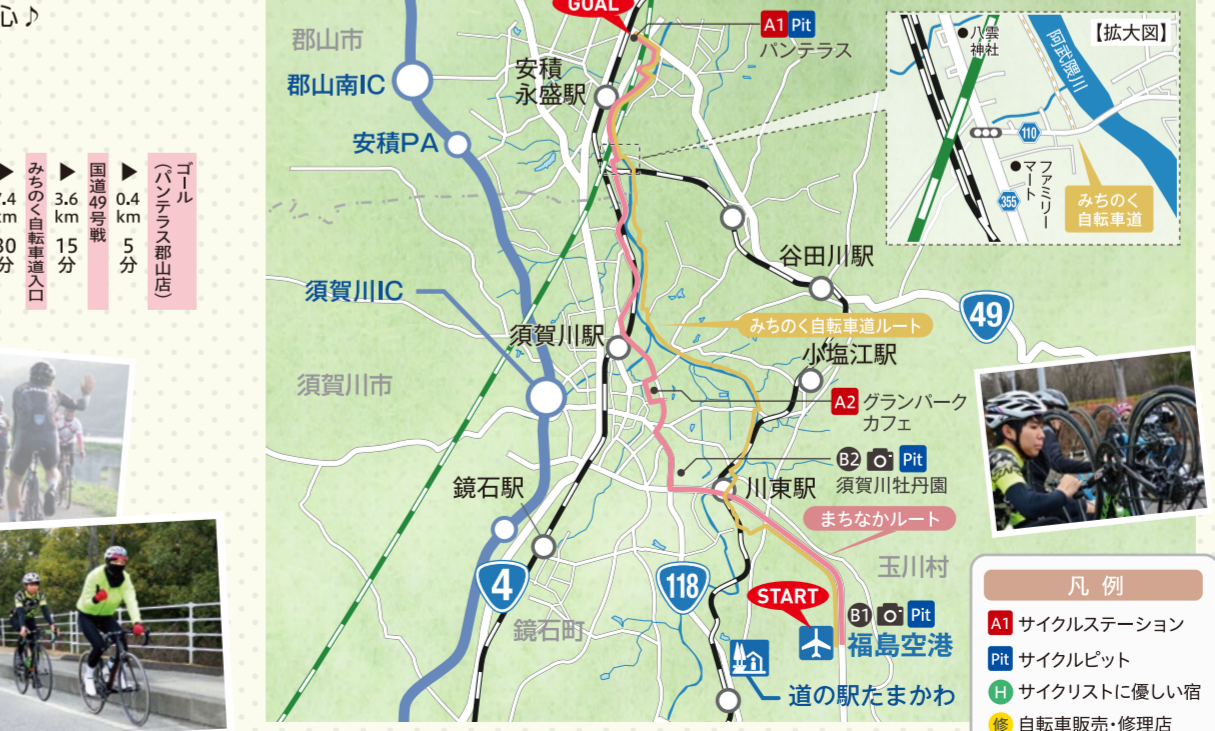 心♪
ゴール
（パンテラス郡山店）
▶
0.4
km
5
分
国道49号戦
▶
3.6
km
15
分
みちのく自転車道入口
▶
km
分
郡山市
郡山南IC
安積PA
安積
永盛駅
GOAL
A1 Pit
パンテラス
【拡大図】
八雲
神社
阿武隈川
110
ファミリー
マート
355
みちのく
自転車道
谷田川駅
49
須賀川IC
須賀川駅
みちのく自転車道ルート
小塩江駅
須賀川市
A2 グランパーク
カフェ
B2 Pit
須賀川牡丹園
鏡石駅
川東駅
まちなかルート
玉川村
4
118
START
B1 Pit
福島空港
鏡石町
道の駅たまかわ
凡 例
A1 サイクルステーション
Pit サイクルピット
H サイクリストに優しい宿
修 自転車販売・修理店